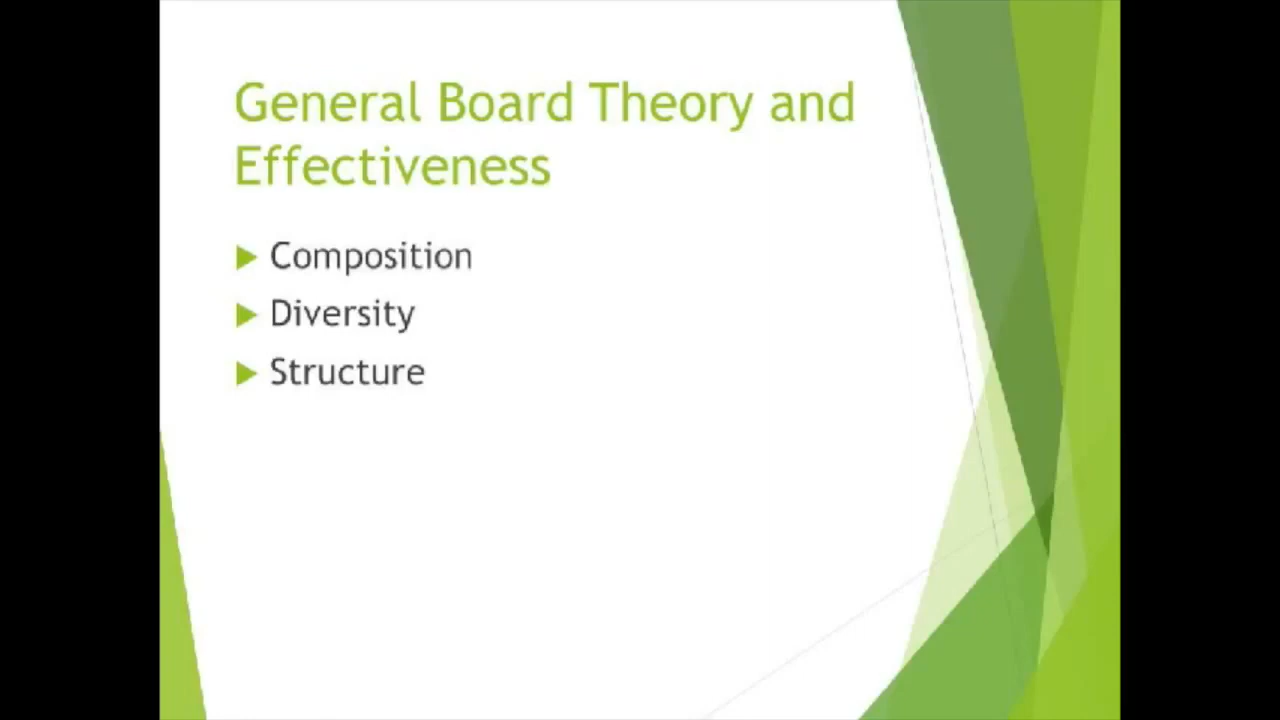 General Board Theory and
Effectiveness
Composition
Diversity
Structure